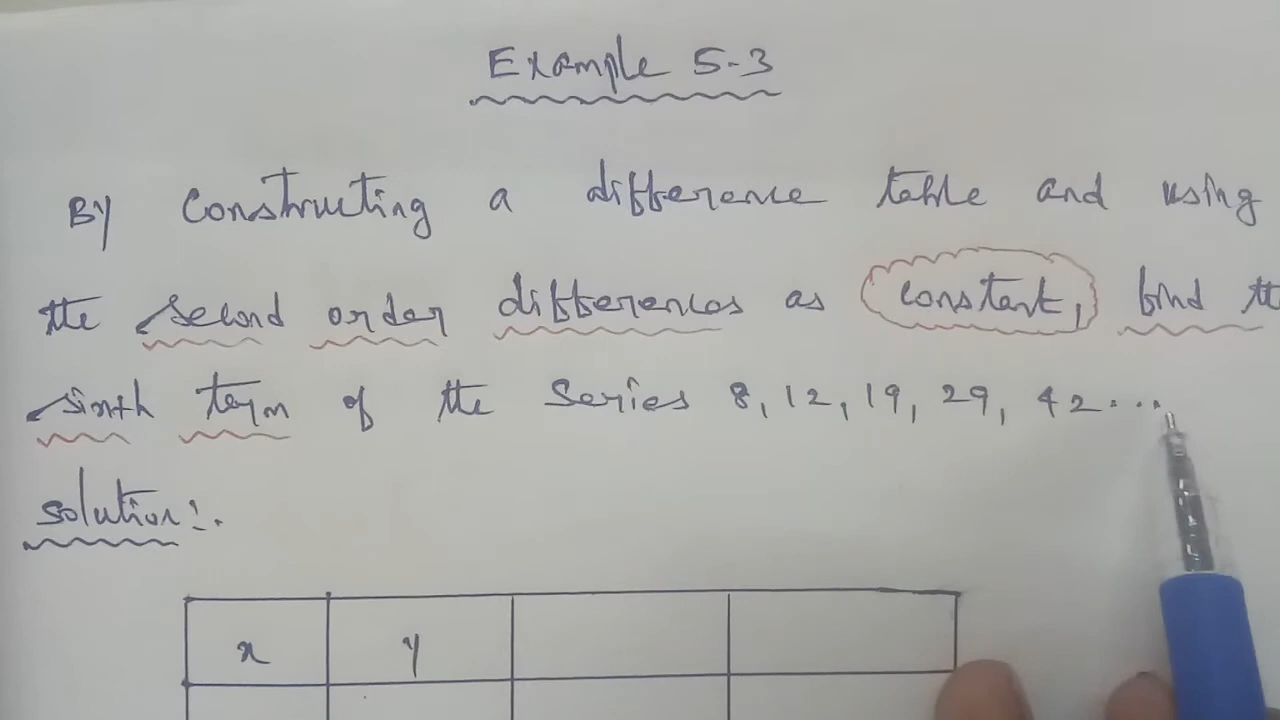 Example 5.3
By constructing a difference table and using
the second order differences as constant, find the
sixth term of the series 8, 12, 19, 29, 42...
Solution:.
x y